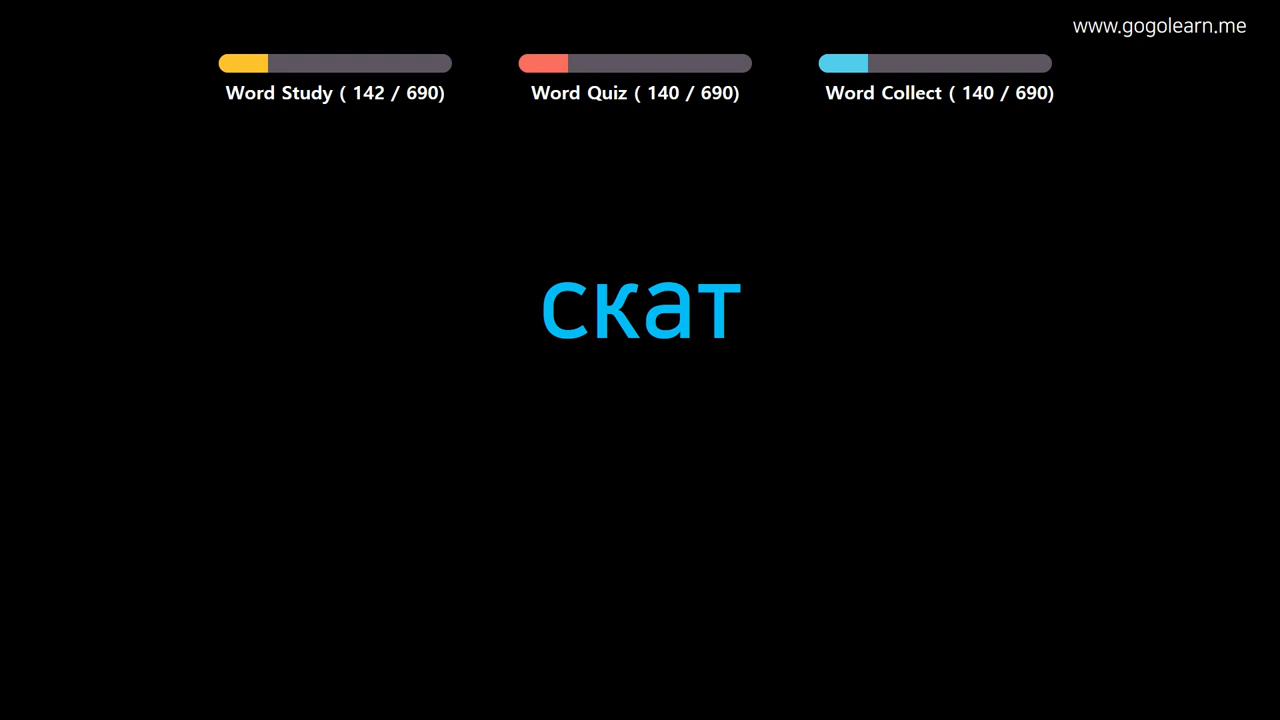 www.gogolearn.me
Word Study ( 142 / 690)
Word Quiz ( 140 / 690)
Word Collect ( 140 / 690)
скат